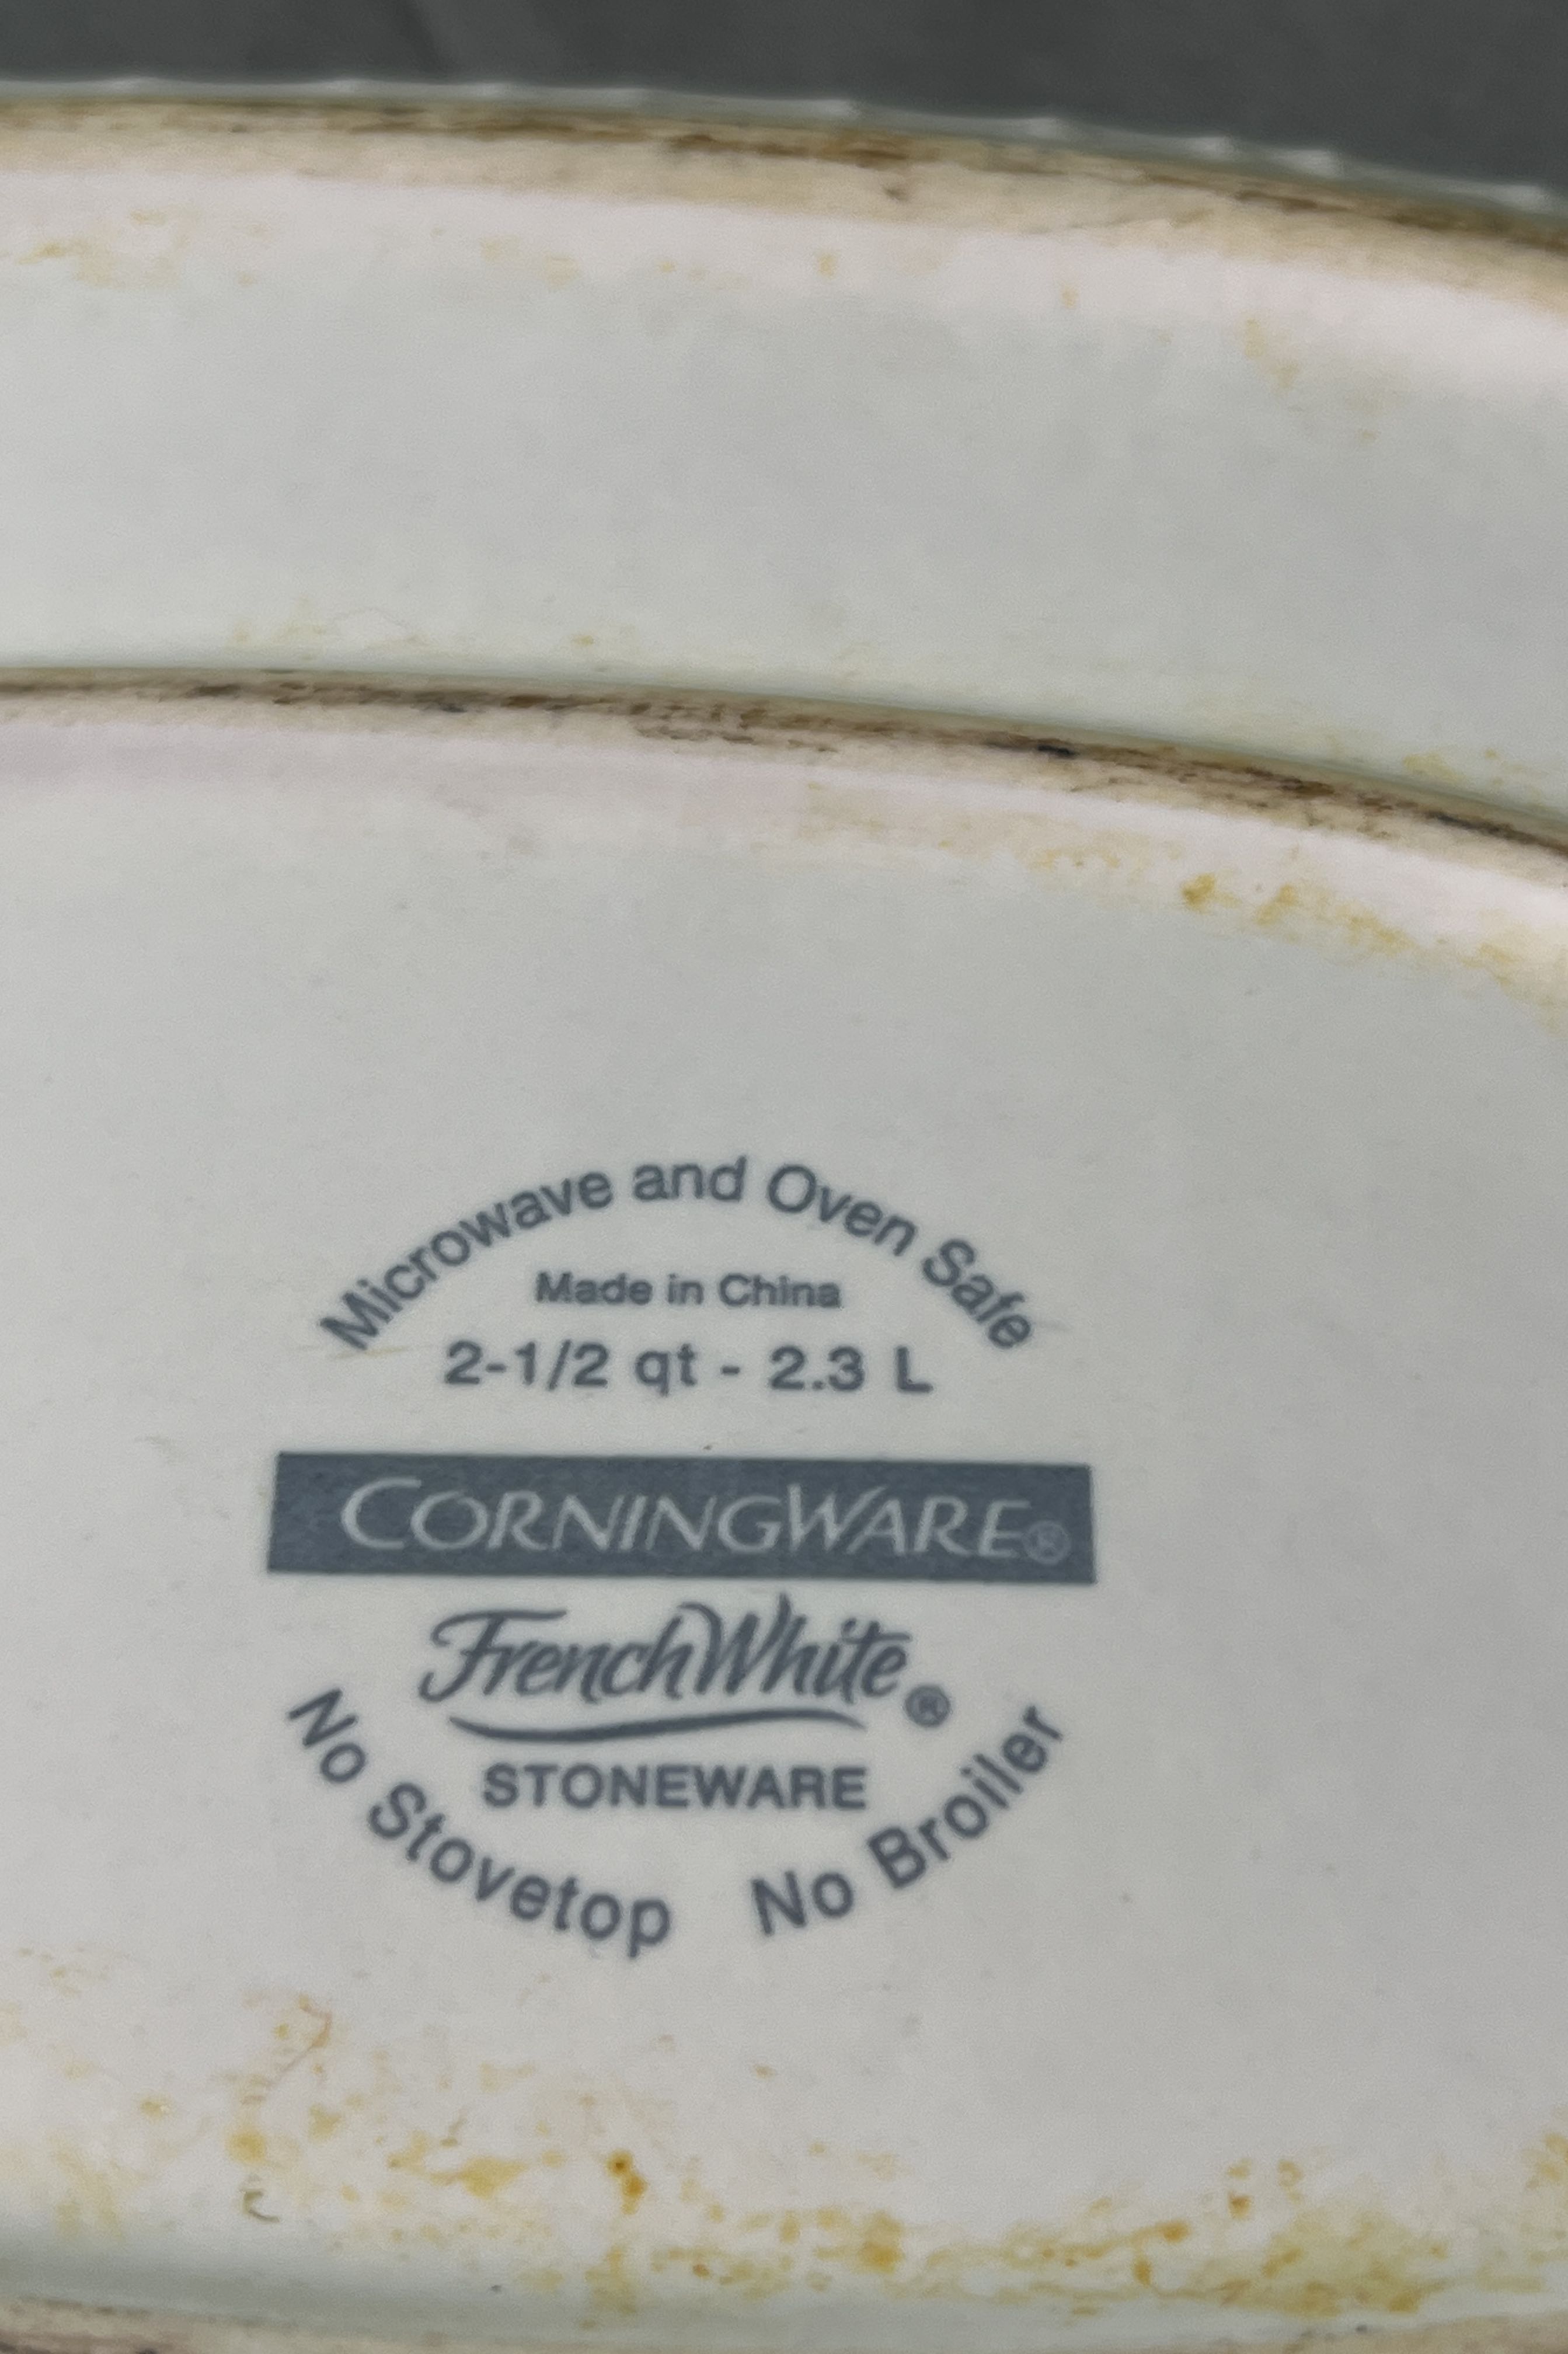 Microwave and Oven Safe
Made in China
2-1/2 qt - 2.3 L
CORNINGWARE®
FrenchWhite®
STONEWARE
No Stovetop No Broiler